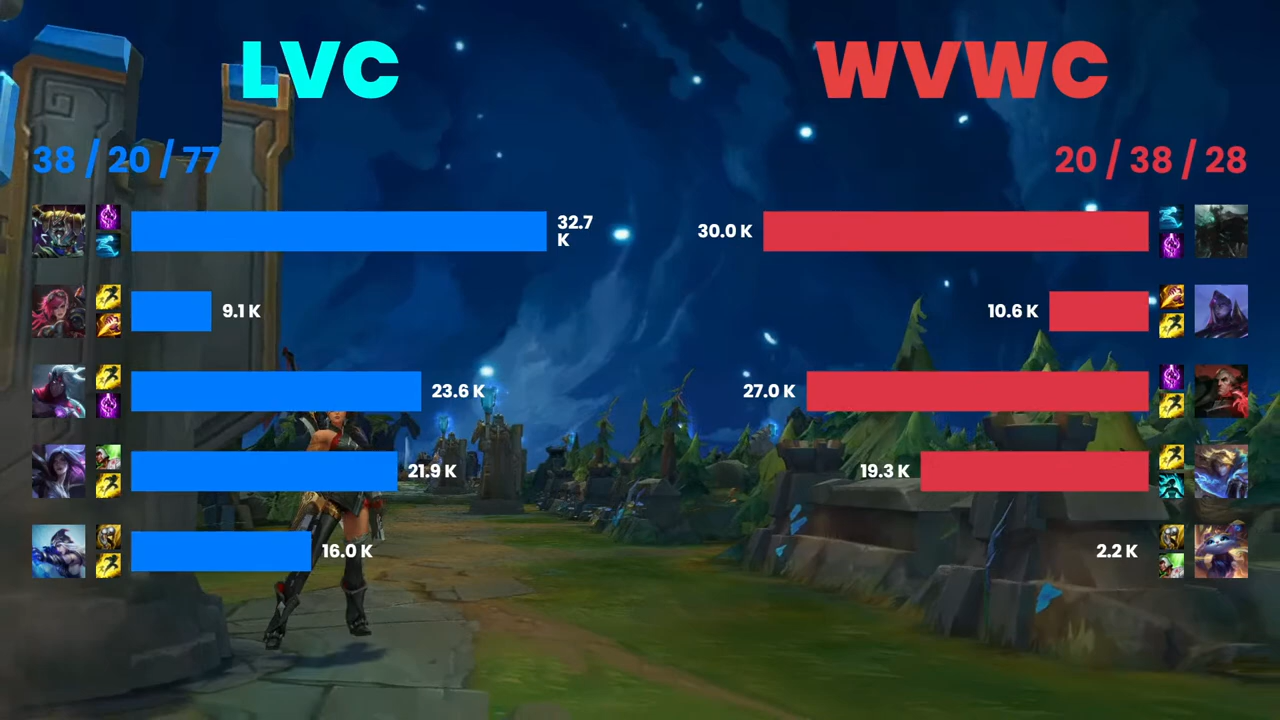 LVC
WVWC
38 / 20 / 77
20 / 38 / 28
32.7
K
30.0 K
9.1 K
10.6 K
23.6 K
27.0 K
21.9 K
19.3 K
16.0 K
2.2 K